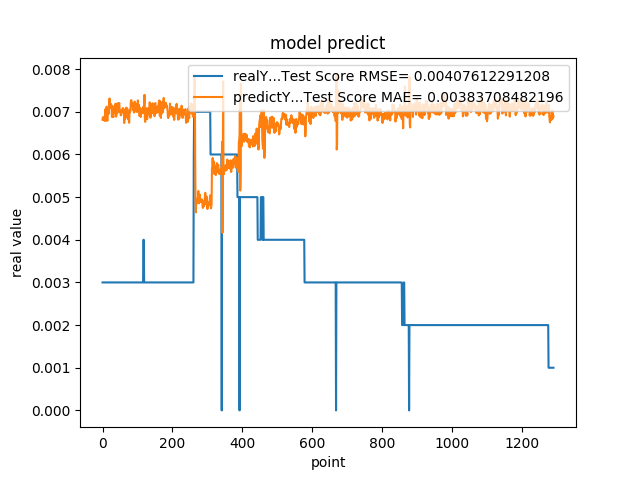 model predict
realY...Test Score RMSE= 0.00407612291208
predictY...Test Score MAE= 0.00383708482196
0.008
0.007
0.006
0.005
0.004
0.003
0.002
0.001
0.000
real value
0 200 400 600 800 1000 1200
point